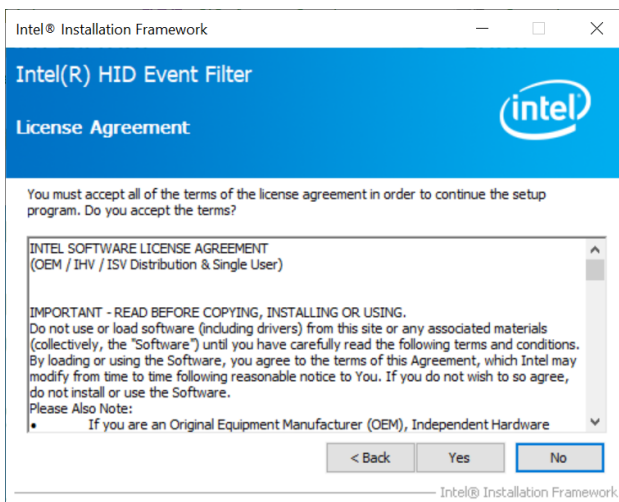 Intel® Installation Framework
Intel(R) HID Event Filter
intel
License Agreement
You must accept all of the terms of the license agreement in order to continue the setup
program. Do you accept the terms?
INTEL SOFTWARE LICENSE AGREEMENT
(OEM / IHV / ISV Distribution & Single User)
IMPORTANT - READ BEFORE COPYING, INSTALLING OR USING.
Do not use or load software (including drivers) from this site or any associated materials
(collectively, the "Software") until you have carefully read the following terms and conditions.
By loading or using the Software, you agree to the terms of this Agreement, which Intel may
modify from time to time following reasonable notice to You. If you do not wish to so agree,
do not install or use the Software.
Please Also Note:
• If you are an Original Equipment Manufacturer (OEM), Independent Hardware
< Back Yes No
Intel® Installation Framework